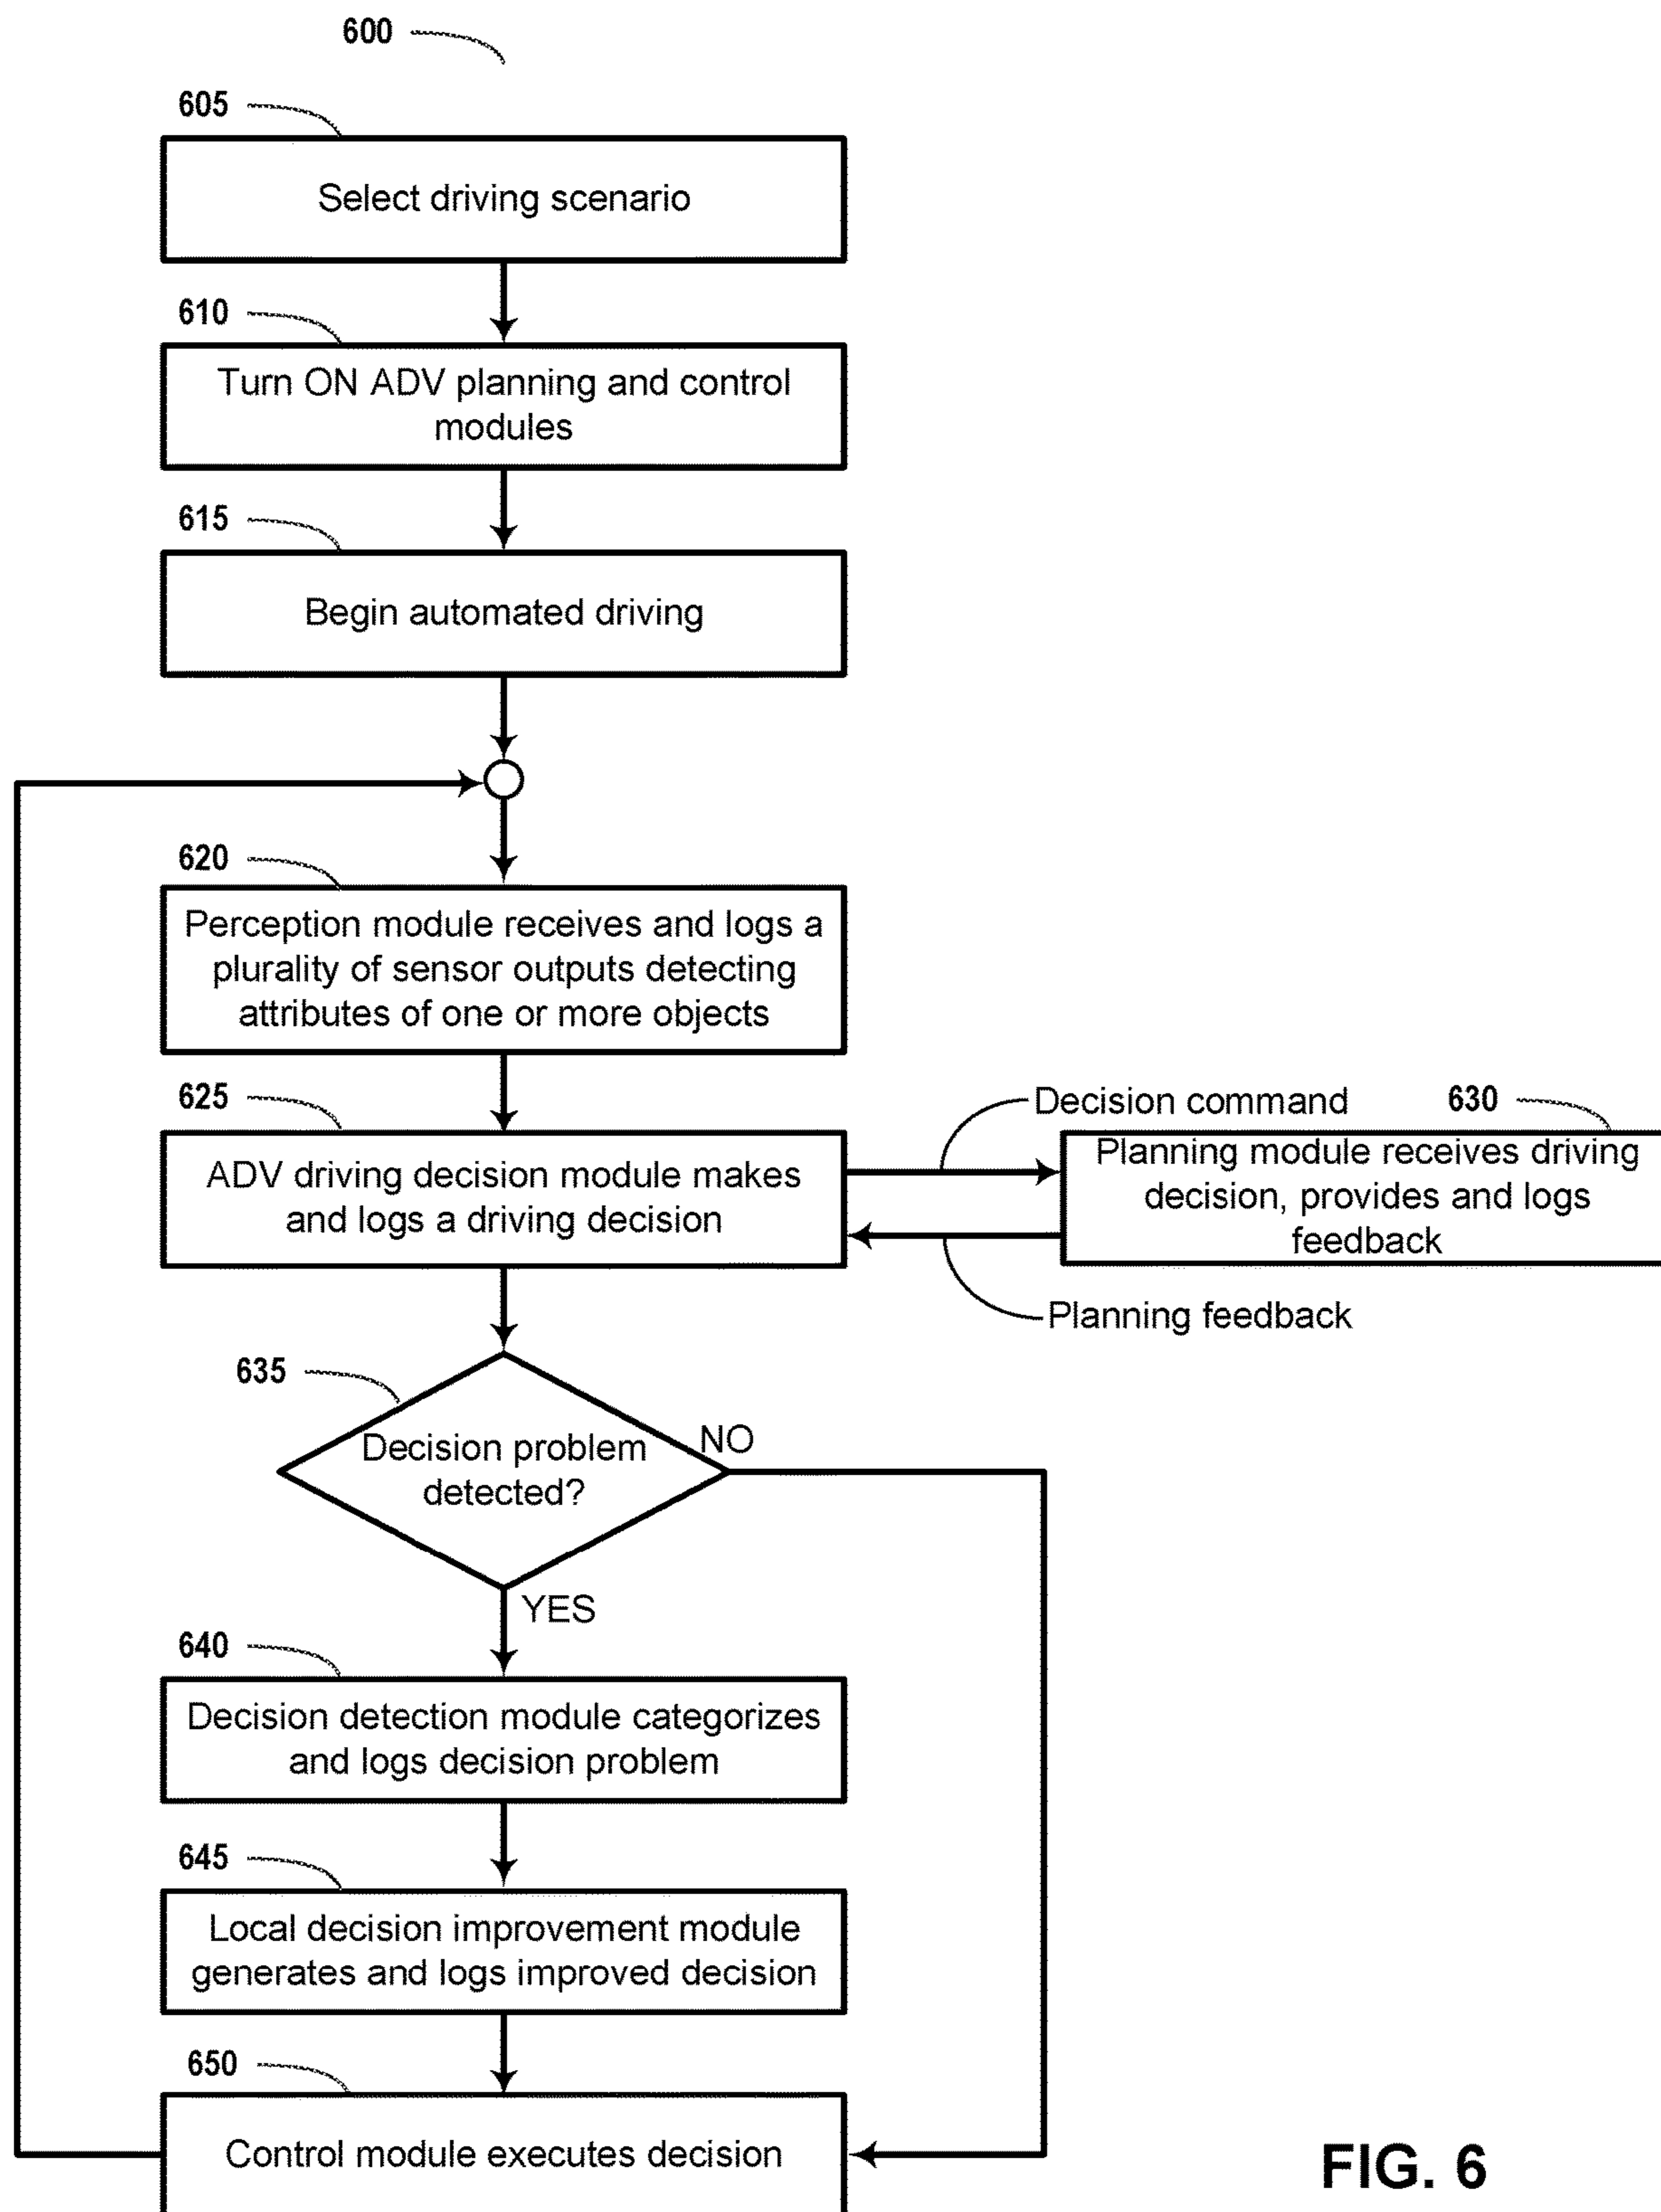 600
605
Select driving scenario
610
Turn ON ADV planning and control
modules
615
Begin automated driving
620
Perception module receives and logs a
plurality of sensor outputs detecting
attributes of one or more objects
625
ADV driving decision module makes
and logs a driving decision
Decision command
630
Planning module receives driving
decision, provides and logs
feedback
Planning feedback
635
Decision problem
detected?
NO
YES
640
Decision detection module categorizes
and logs decision problem
645
Local decision improvement module
generates and logs improved decision
650
Control module executes decision
FIG. 6